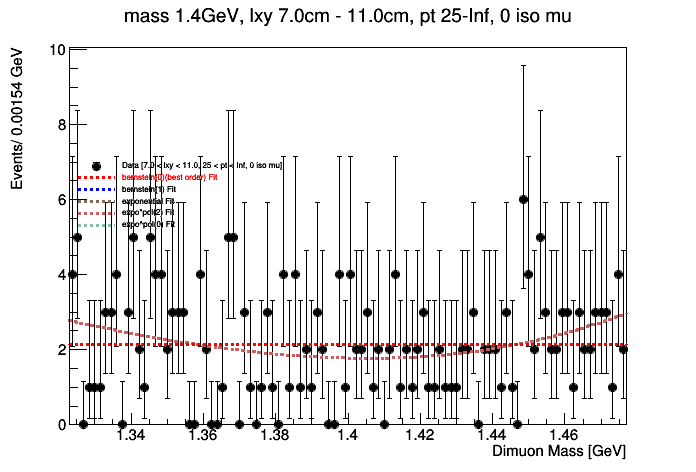 mass 1.4GeV, lxy 7.0cm - 11.0cm, pt 25-Inf, 0 iso mu
Events/ 0.00154 GeV
10
8
6
4
2
0
Data [7.0 < lxy < 11.0, 25 < pt < Inf, 0 iso mu]
bernstein[0](best order) Fit
bernstein[1] Fit
exponential Fit
expo*pol(2) Fit
expo*pol(0) Fit
1.34 1.36 1.38 1.4 1.42 1.44 1.46
Dimuon Mass [GeV]